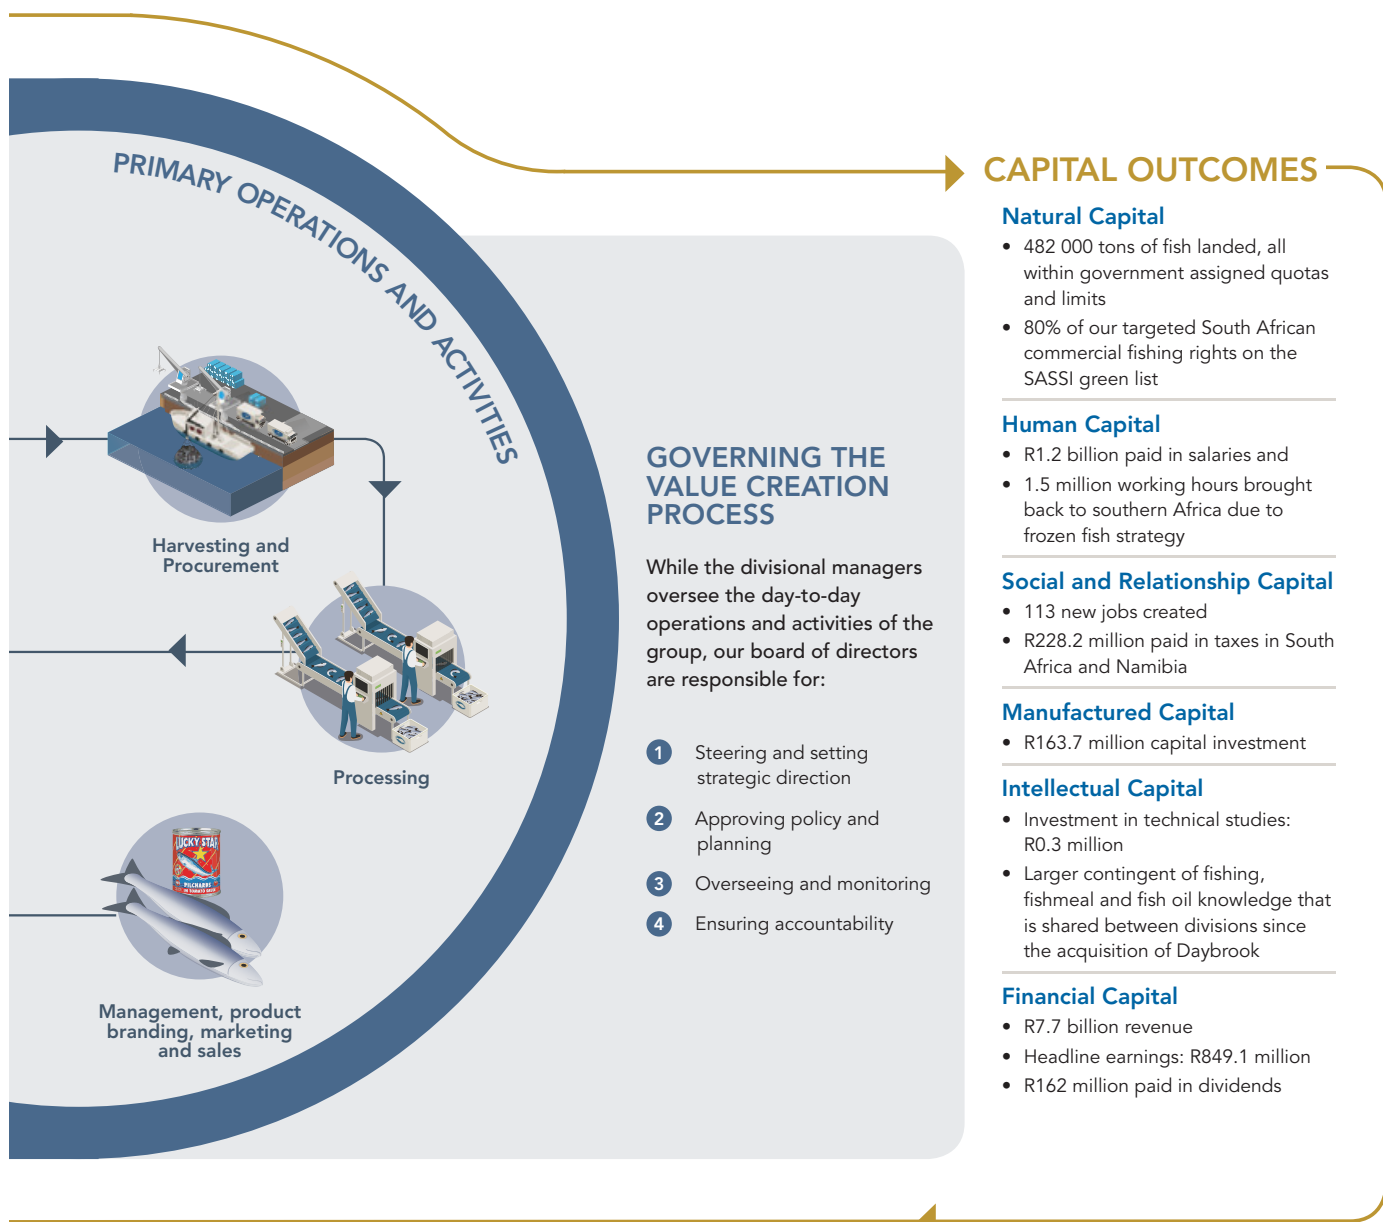 PRIMARY OPERATIONS AND ACTIVITIES
Harvesting and
Procurement
Processing
LUCKY STAR
PILCHARDS
IN TOMATO SAUCE
Management, product
branding, marketing
and sales
GOVERNING THE
VALUE CREATION
PROCESS
While the divisional managers
oversee the day-to-day
operations and activities of the
group, our board of directors
are responsible for:
1 Steering and setting
strategic direction
2 Approving policy and
planning
3 Overseeing and monitoring
4 Ensuring accountability
CAPITAL OUTCOMES
Natural Capital
• 482 000 tons of fish landed, all
within government assigned quotas
and limits
• 80% of our targeted South African
commercial fishing rights on the
SASSI green list
Human Capital
• R1.2 billion paid in salaries and
• 1.5 million working hours brought
back to southern Africa due to
frozen fish strategy
Social and Relationship Capital
• 113 new jobs created
• R228.2 million paid in taxes in South
Africa and Namibia
Manufactured Capital
• R163.7 million capital investment
Intellectual Capital
• Investment in technical studies:
R0.3 million
• Larger contingent of fishing,
fishmeal and fish oil knowledge that
is shared between divisions since
the acquisition of Daybrook
Financial Capital
• R7.7 billion revenue
• Headline earnings: R849.1 million
• R162 million paid in dividends